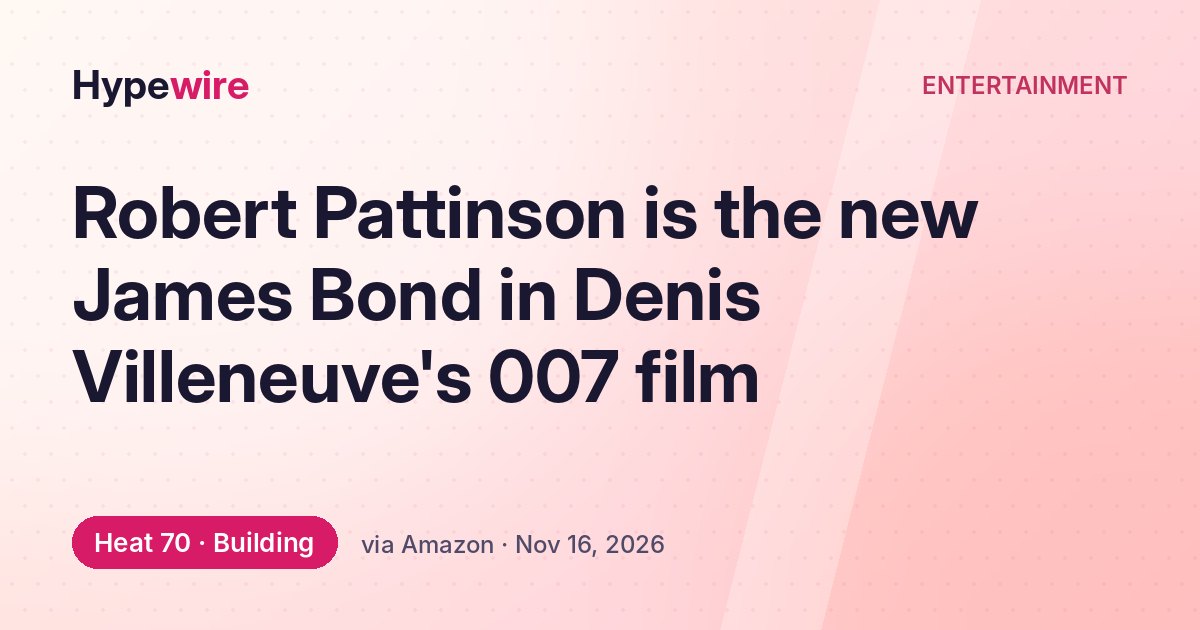 Hypewire
ENTERTAINMENT
Robert Pattinson is the new
James Bond in Denis
Villeneuve's 007 film
Heat 70 · Building
via Amazon · Nov 16, 2026